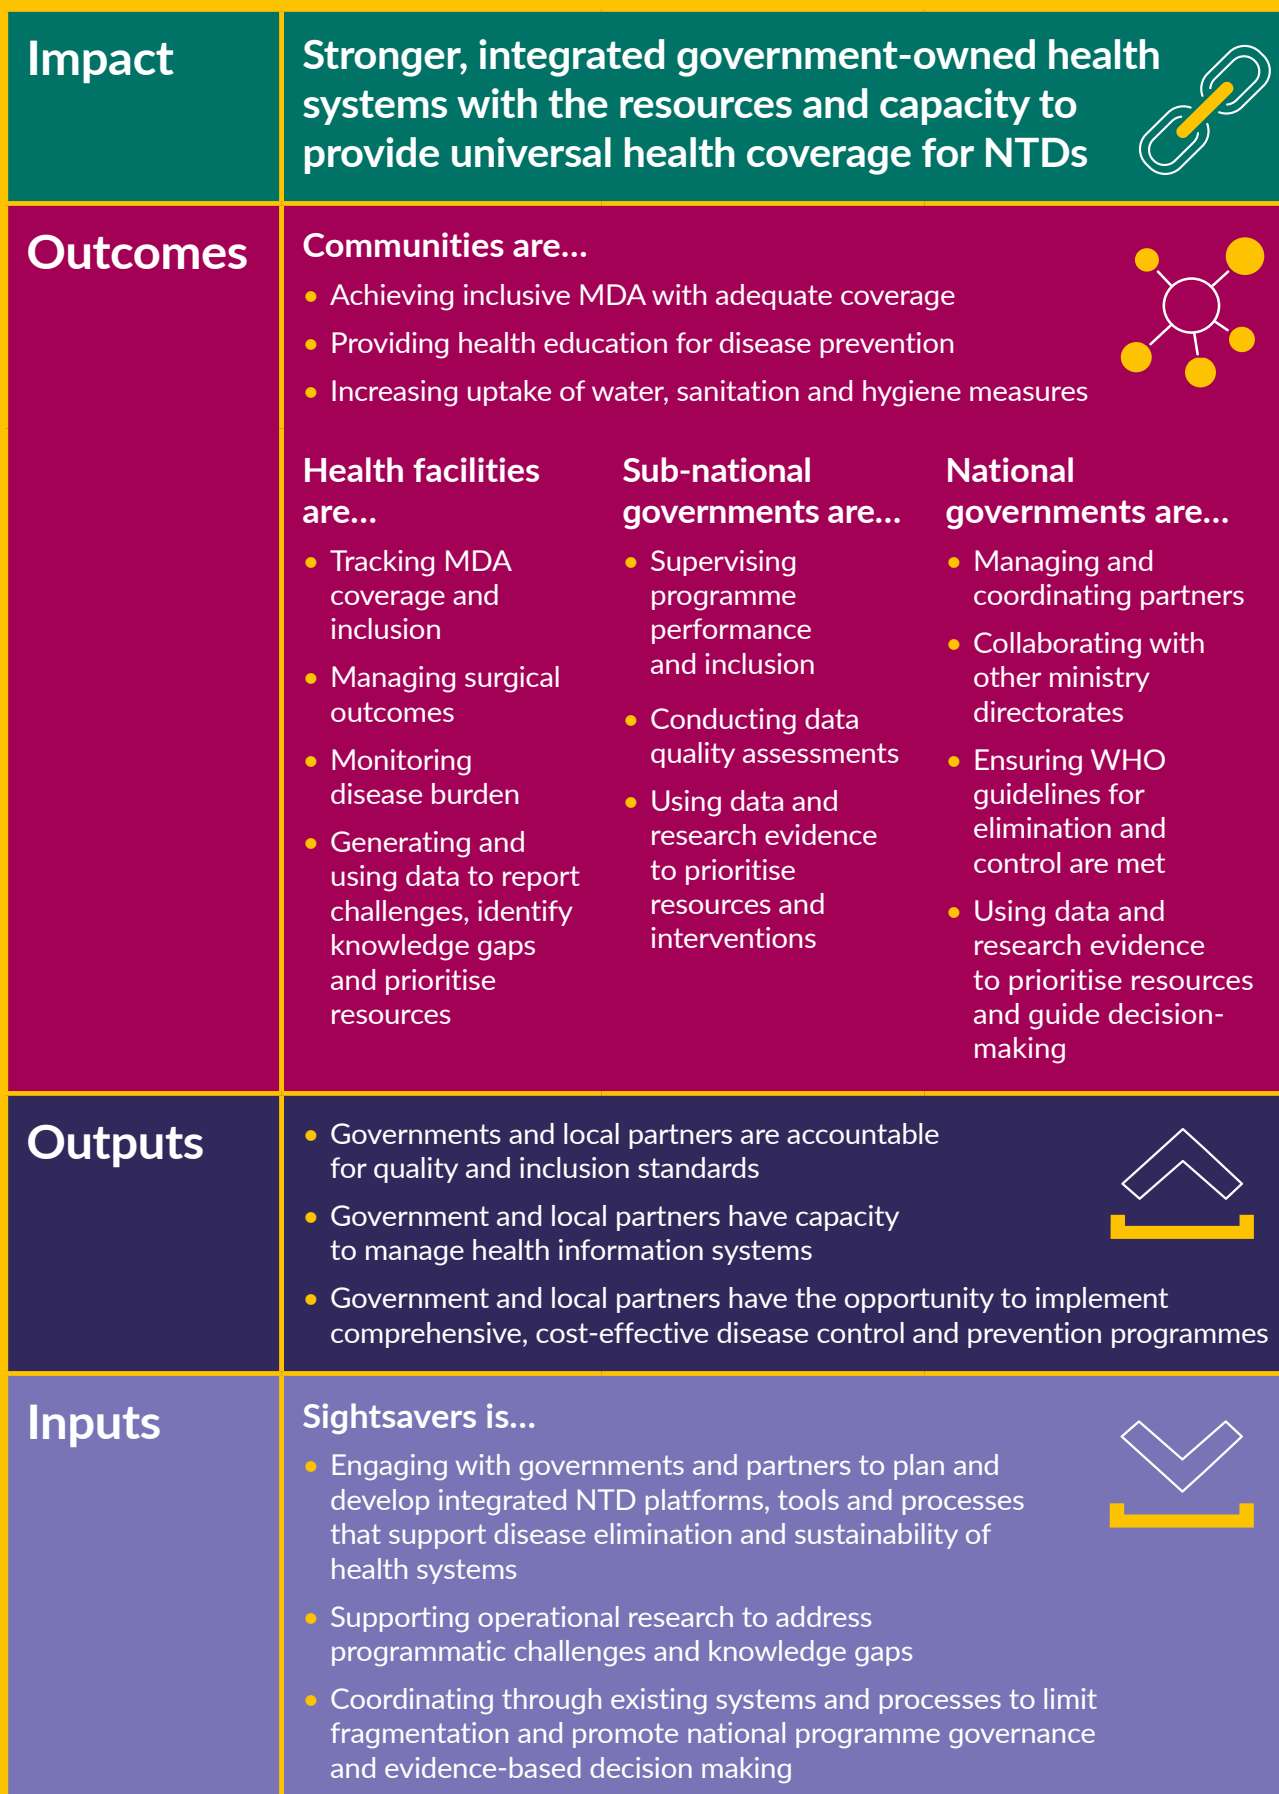 Impact
Stronger, integrated government-owned health
systems with the resources and capacity to
provide universal health coverage for NTDs
Outcomes
Communities are...
• Achieving inclusive MDA with adequate coverage
• Providing health education for disease prevention
• Increasing uptake of water, sanitation and hygiene measures
Health facilities
are...
• Tracking MDA
coverage and
inclusion
• Managing surgical
outcomes
• Monitoring
disease burden
• Generating and
using data to report
challenges, identify
knowledge gaps
and prioritise
resources
Sub-national
governments are...
• Supervising
programme
performance
and inclusion
• Conducting data
quality assessments
• Using data and
research evidence
to prioritise
resources and
interventions
National
governments are...
• Managing and
coordinating partners
• Collaborating with
other ministry
directorates
• Ensuring WHO
guidelines for
elimination and
control are met
• Using data and
research evidence
to prioritise resources
and guide decision-
making
Outputs
• Governments and local partners are accountable
for quality and inclusion standards
• Government and local partners have capacity
to manage health information systems
• Government and local partners have the opportunity to implement
comprehensive, cost-effective disease control and prevention programmes
Inputs
Sightsavers is...
• Engaging with governments and partners to plan and
develop integrated NTD platforms, tools and processes
that support disease elimination and sustainability of
health systems
• Supporting operational research to address
programmatic challenges and knowledge gaps
• Coordinating through existing systems and processes to limit
fragmentation and promote national programme governance
and evidence-based decision making